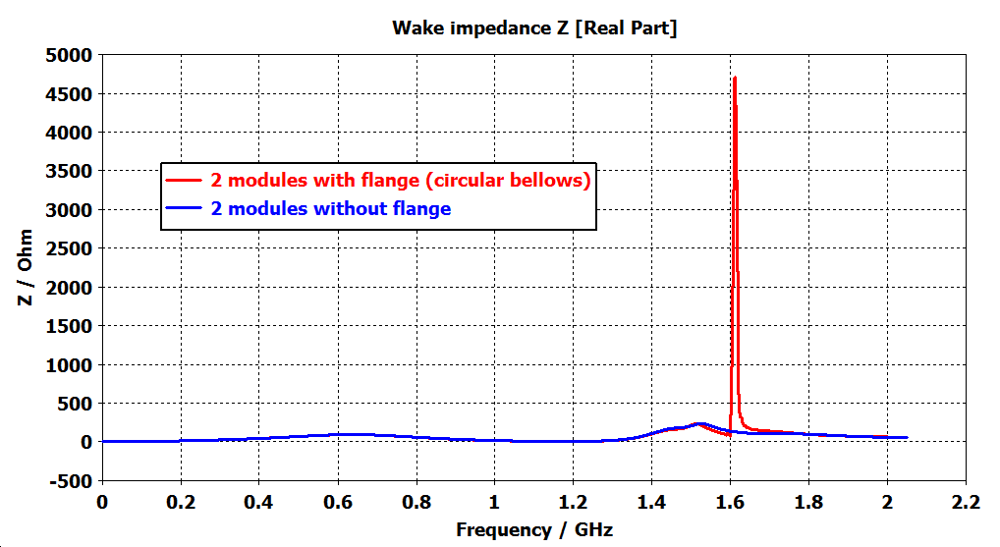 Wake impedance Z [Real Part]
5000
4500
4000
3500
3000
2500
2000
1500
1000
500
0
-500
Z / Ohm
2 modules with flange (circular bellows)
2 modules without flange
0 0.2 0.4 0.6 0.8 1 1.2 1.4 1.6 1.8 2 2.2
Frequency / GHz